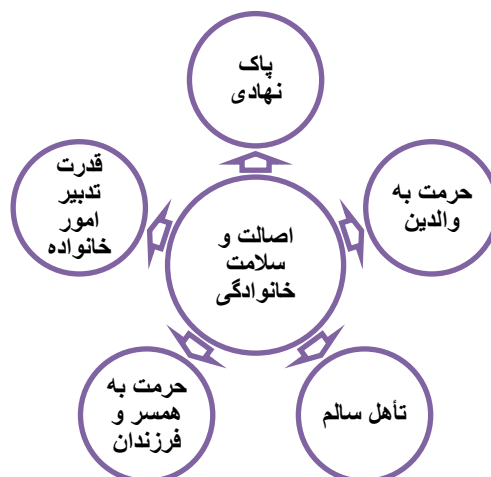 پاک
نهادی
حرمت به
والدین
تأهل سالم
حرمت به
همسر و
فرزندان
قدرت
تدبیر
امور
خانواده
اصالت و
سلامت
خانوادگی